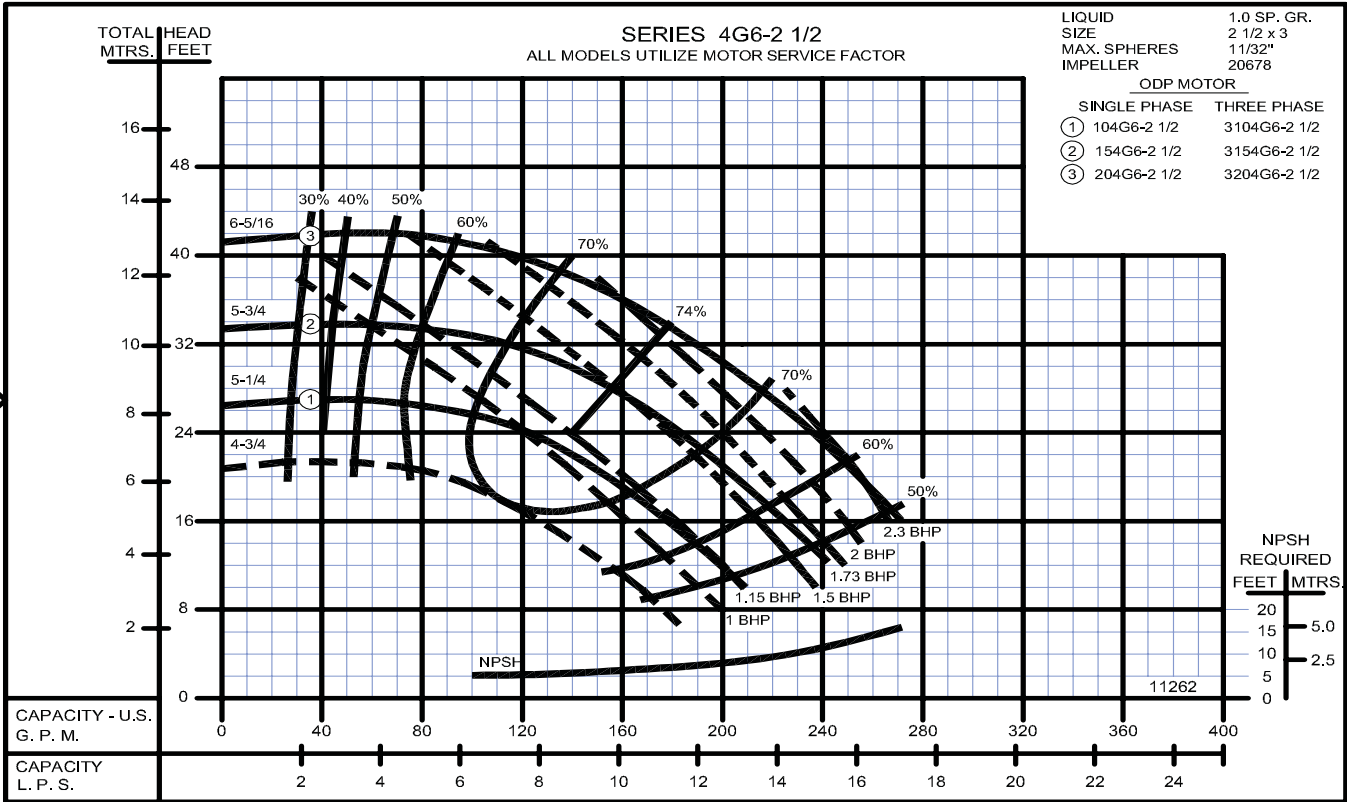 SERIES 4G6-2 1/2
ALL MODELS UTILIZE MOTOR SERVICE FACTOR
LIQUID 1.0 SP. GR.
SIZE 2 1/2 x 3
MAX. SPHERES 11/32"
IMPELLER 20678
ODP MOTOR
SINGLE PHASE THREE PHASE
1 104G6-2 1/2 3104G6-2 1/2
2 154G6-2 1/2 3154G6-2 1/2
3 204G6-2 1/2 3204G6-2 1/2
TOTAL HEAD
MTRS. FEET
16
48
14
40
12
32
10
8
24
6
16
4
8
2
0
30% 40% 50%
60%
70%
74%
70%
60%
50%
6-5/16
3
5-3/4
2
5-1/4
1
4-3/4
2.3 BHP
2 BHP
1.73 BHP
1.5 BHP
1.15 BHP
1 BHP
NPSH
NPSH
REQUIRED
FEET MTRS.
20
15 5.0
10 2.5
5
0
11262
CAPACITY - U.S.
G. P. M.
0 40 80 120 160 200 240 280 320 360 400
CAPACITY
L. P. S.
2 4 6 8 10 12 14 16 18 20 22 24